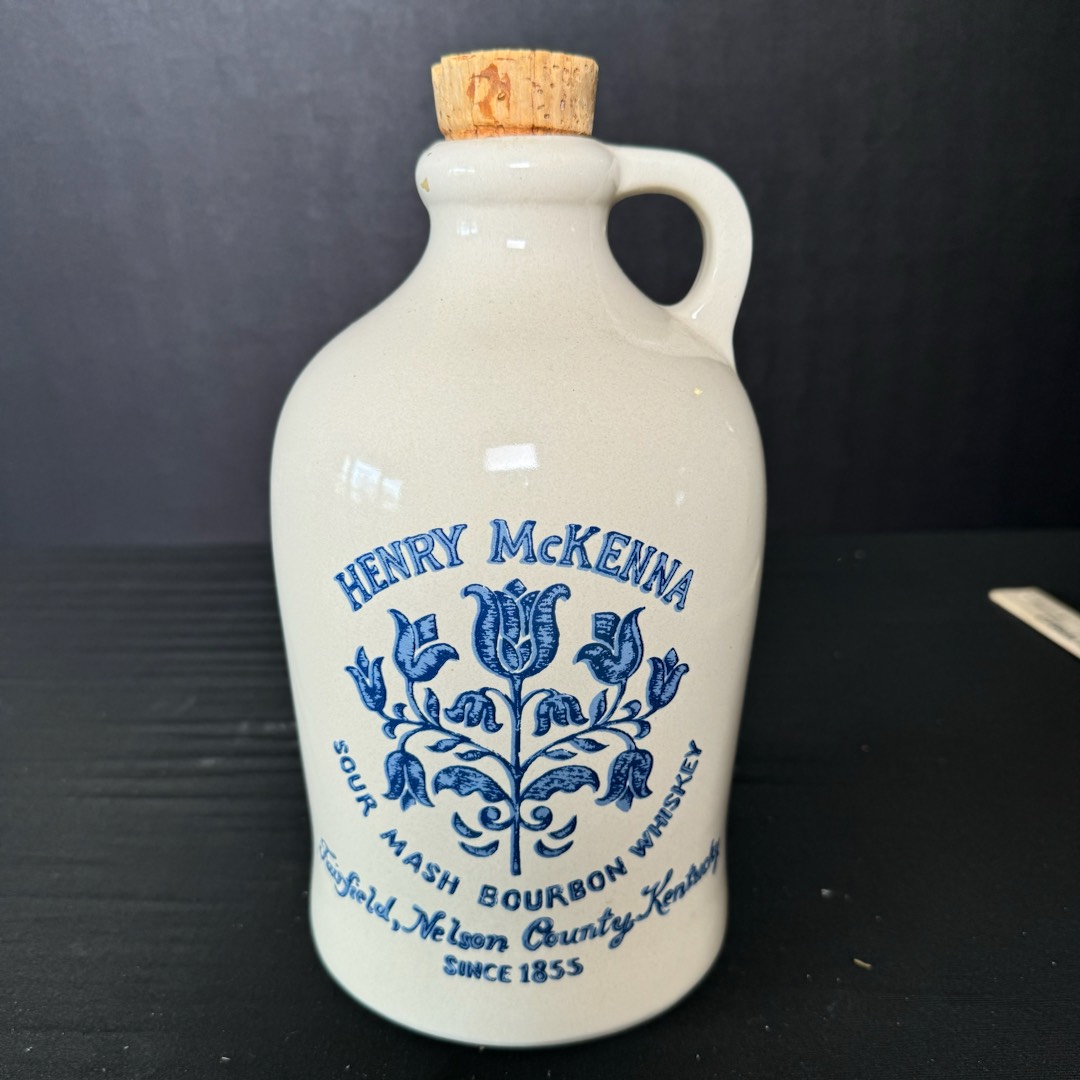 HENRY McKENNA
SOUR MASH BOURBON WHISKEY
Fairfield, Nelson County, Kentucky
SINCE 1855